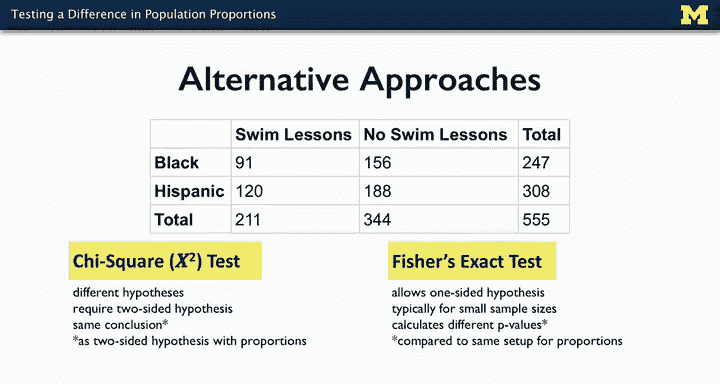 Testing a Difference in Population Proportions
M
Alternative Approaches
Swim Lessons No Swim Lessons Total
Black 91 156 247
Hispanic 120 188 308
Total 211 344 555
Chi-Square (X²) Test
different hypotheses
require two-sided hypothesis
same conclusion*
*as two-sided hypothesis with proportions
Fisher's Exact Test
allows one-sided hypothesis
typically for small sample sizes
calculates different p-values*
*compared to same setup for proportions